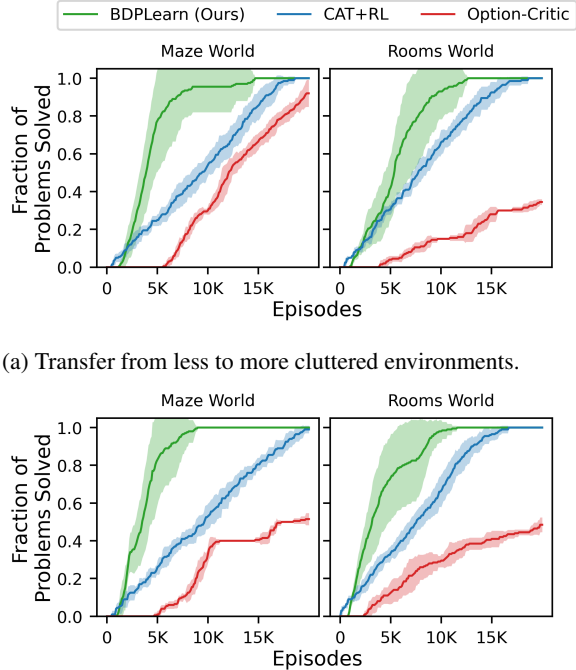 BDPLearn (Ours) CAT+RL Option-Critic
Maze World Rooms World
Fraction of
Problems Solved
1.0
0.8
0.6
0.4
0.2
0.0
0 5K 10K 15K 0 5K 10K 15K
Episodes
(a) Transfer from less to more cluttered environments.
Maze World Rooms World
Fraction of
Problems Solved
1.0
0.8
0.6
0.4
0.2
0.0
0 5K 10K 15K 0 5K 10K 15K
Episodes